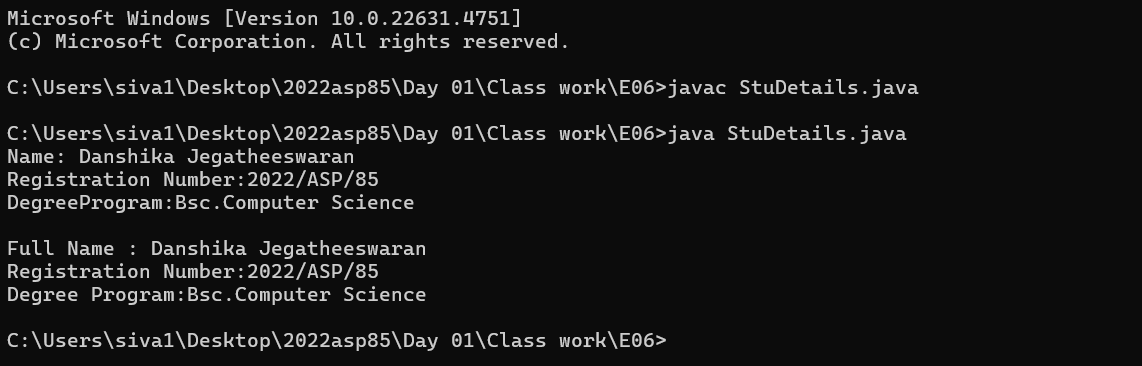 Microsoft Windows [Version 10.0.22631.4751]
(c) Microsoft Corporation. All rights reserved.
C:\Users\siva1\Desktop\2022asp85\Day 01\Class work\E06>javac StuDetails.java
C:\Users\siva1\Desktop\2022asp85\Day 01\Class work\E06>java StuDetails.java
Name: Danshika Jegatheeswaran
Registration Number:2022/ASP/85
DegreeProgram:Bsc.Computer Science
Full Name : Danshika Jegatheeswaran
Registration Number:2022/ASP/85
Degree Program:Bsc.Computer Science
C:\Users\siva1\Desktop\2022asp85\Day 01\Class work\E06>